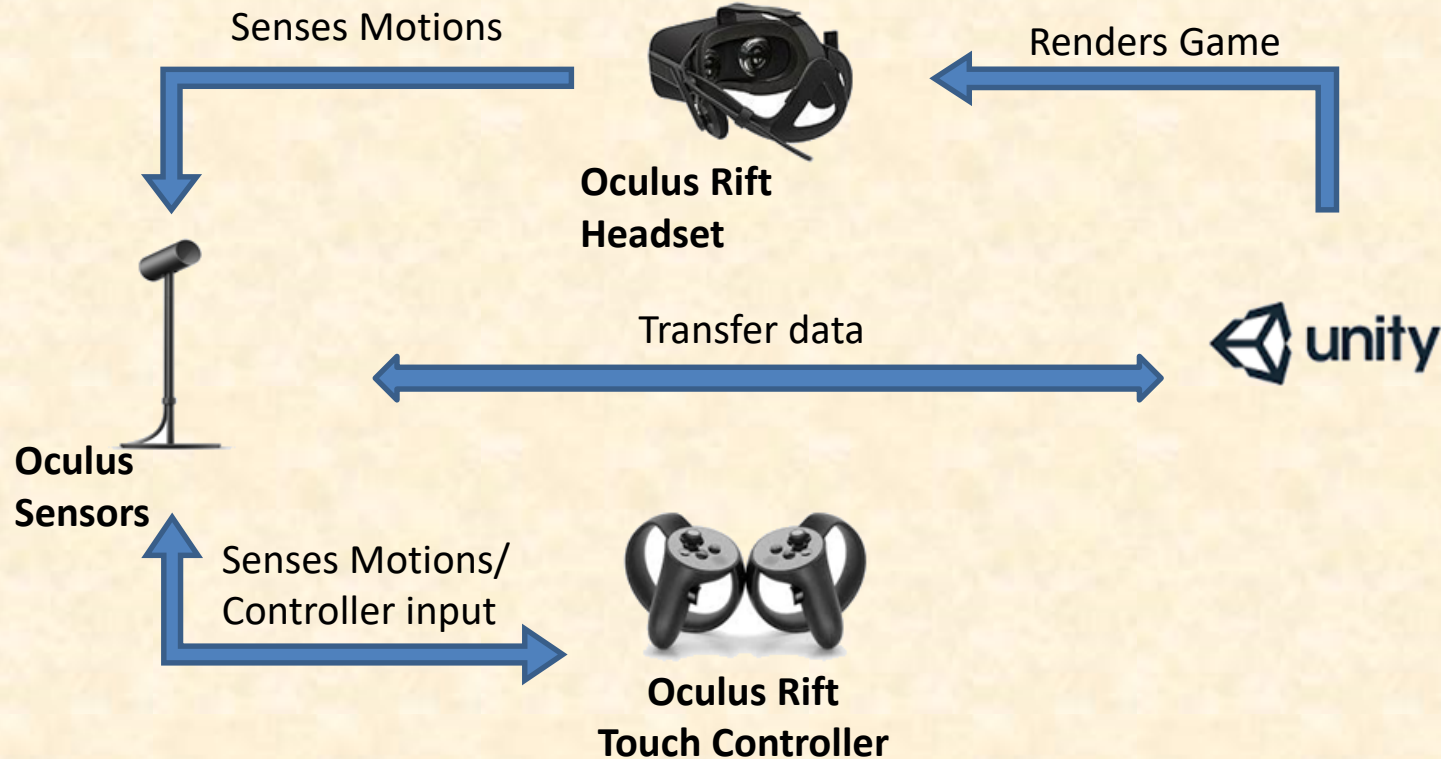 Senses Motions
Renders Game
Oculus Rift
Headset
Transfer data
unity
Oculus
Sensors
Senses Motions/
Controller input
Oculus Rift
Touch Controller